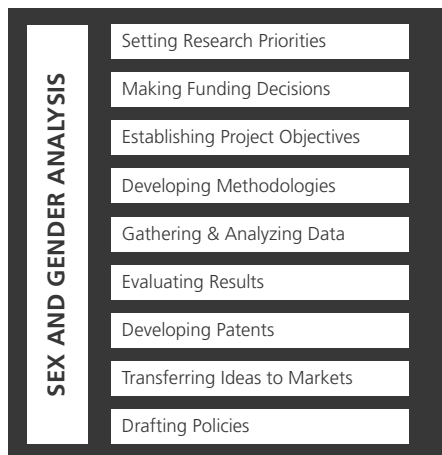 SEX AND GENDER ANALYSIS
Setting Research Priorities
Making Funding Decisions
Establishing Project Objectives
Developing Methodologies
Gathering & Analyzing Data
Evaluating Results
Developing Patents
Transferring Ideas to Markets
Drafting Policies